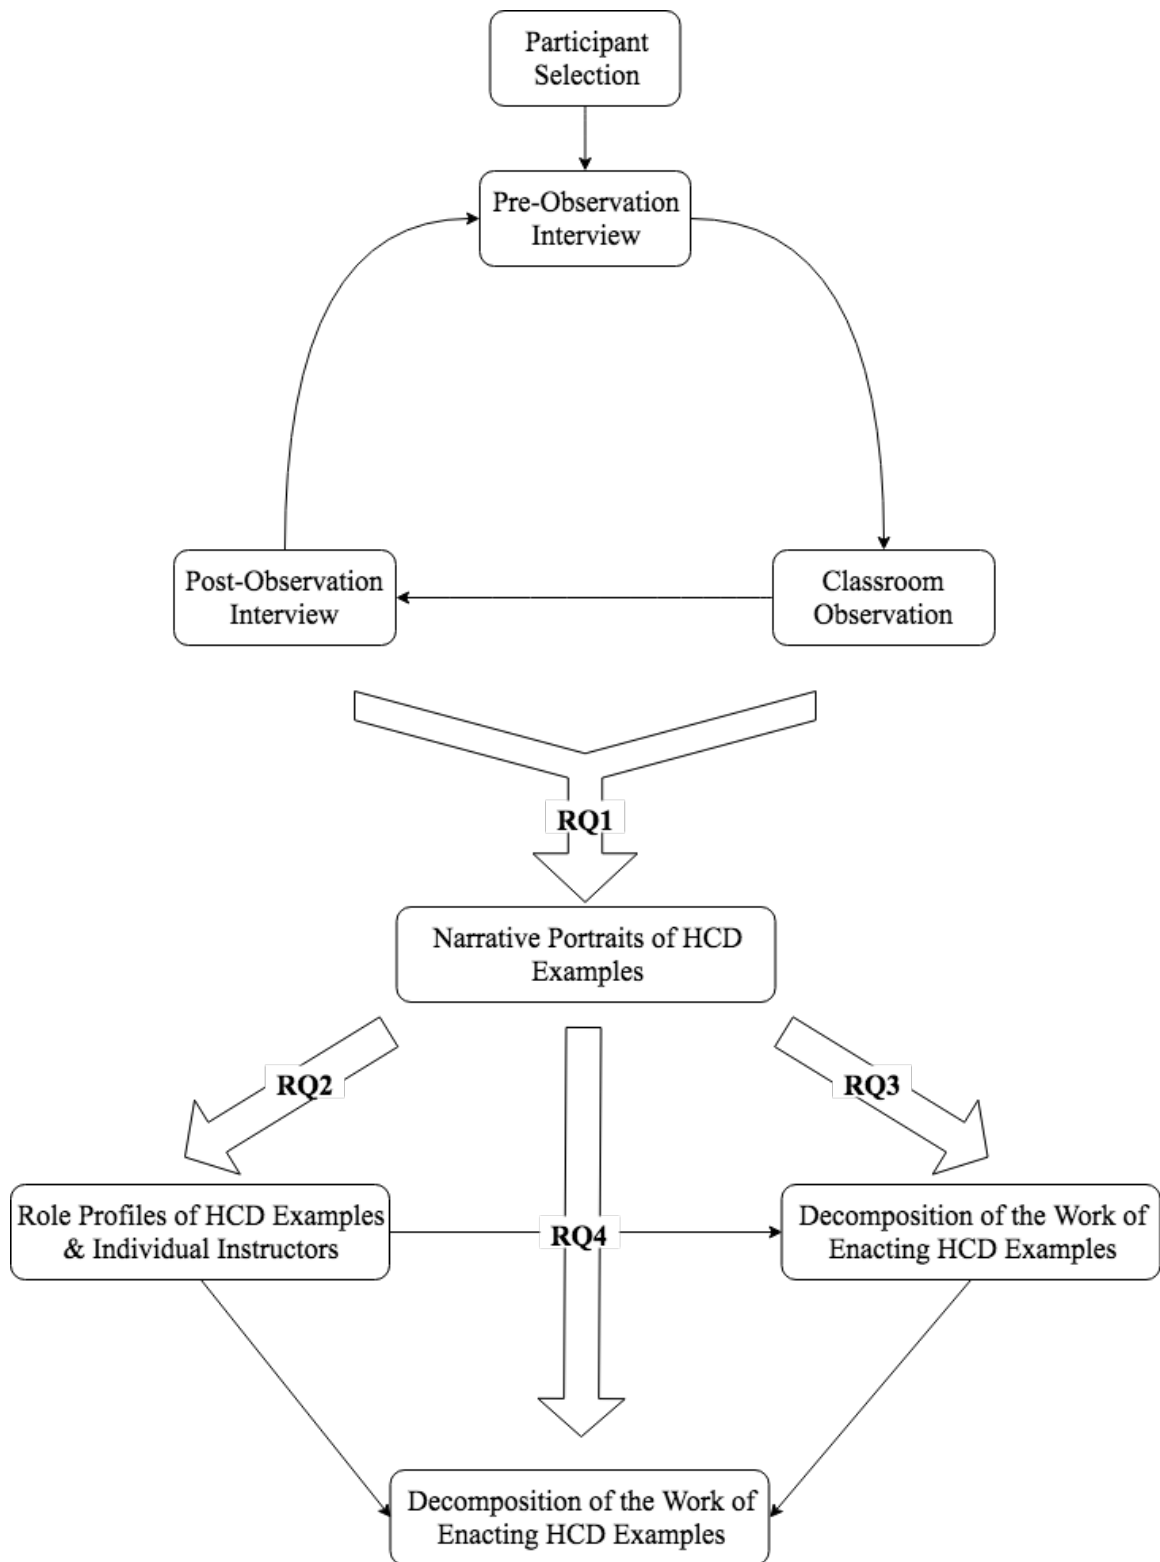 Participant
Selection
Pre-Observation
Interview
Post-Observation
Interview
Classroom
Observation
RQ1
Narrative Portraits of HCD
Examples
RQ2
RQ3
Role Profiles of HCD Examples
& Individual Instructors
RQ4
Decomposition of the Work of
Enacting HCD Examples
Decomposition of the Work of
Enacting HCD Examples